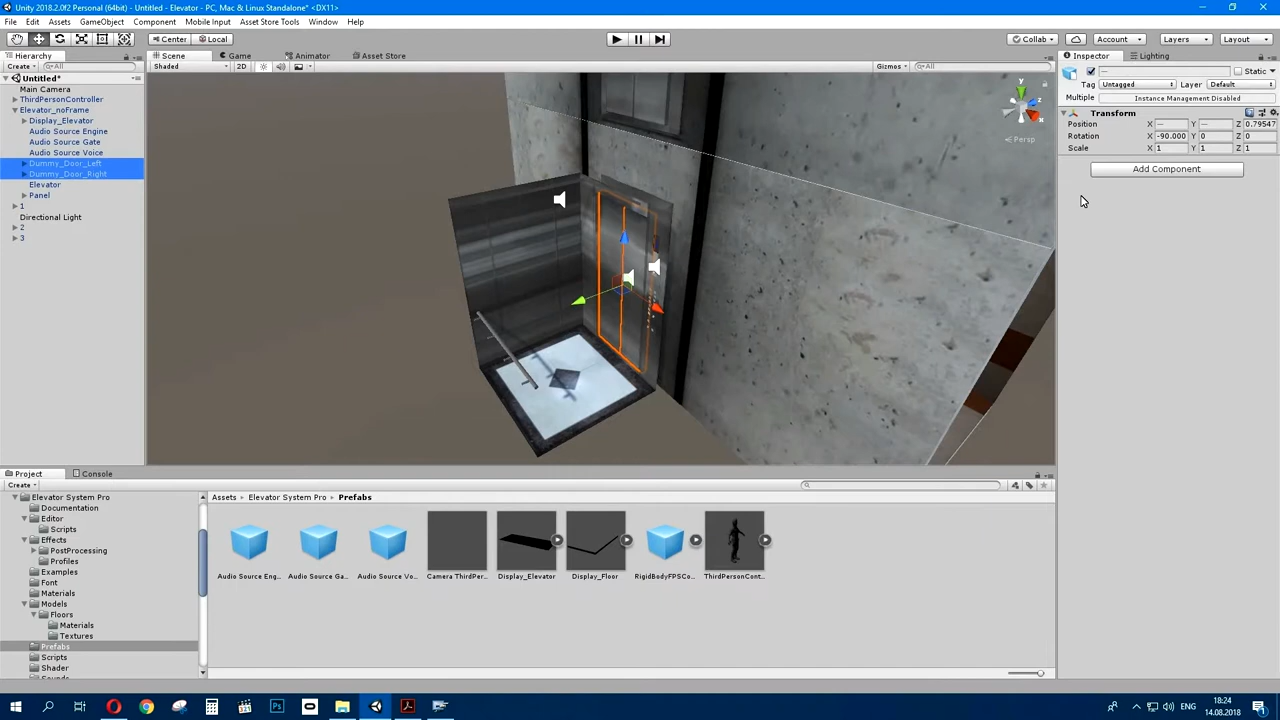 Unity 2018.2.0f2 Personal (64bit) - Untitled - Elevator - PC, Mac & Linux Standalone* <DX11>
File Edit Assets GameObject Component Mobile Input Asset Store Tools Window Help
Center Local Collab Account Layers Layout
Hierarchy
Create All
Untitled*
Main Camera
ThirdPersonController
Elevator_noFrame
Display_Elevator
Audio Source Engine
Audio Source Gate
Audio Source Voice
Dummy_Door_Left
Dummy_Door_Right
Elevator
Panel
1
Directional Light
2
3
Scene Game Animator Asset Store
Shaded 2D Gizmos All
y
z
Persp
Inspector Lighting
— Static
Tag Untagged Layer Default
Multiple Instance Management Disabled
Transform
Position X — Y — Z 0.79547
Rotation X -90.000 Y 0 Z 0
Scale X 1 Y 1 Z 1
Add Component
Project Console
Create
Elevator System Pro
Documentation
Editor
Scripts
Effects
PostProcessing
Profiles
Examples
Font
Materials
Models
Floors
Materials
Textures
Prefabs
Scripts
Shader
Assets Elevator System Pro Prefabs
Audio Source Eng... Audio Source Ga... Audio Source Vo... Camera ThirdPer... Display_Elevator Display_Floor RigidBodyFPSCo... ThirdPersonCont...
18:24
14.08.2018